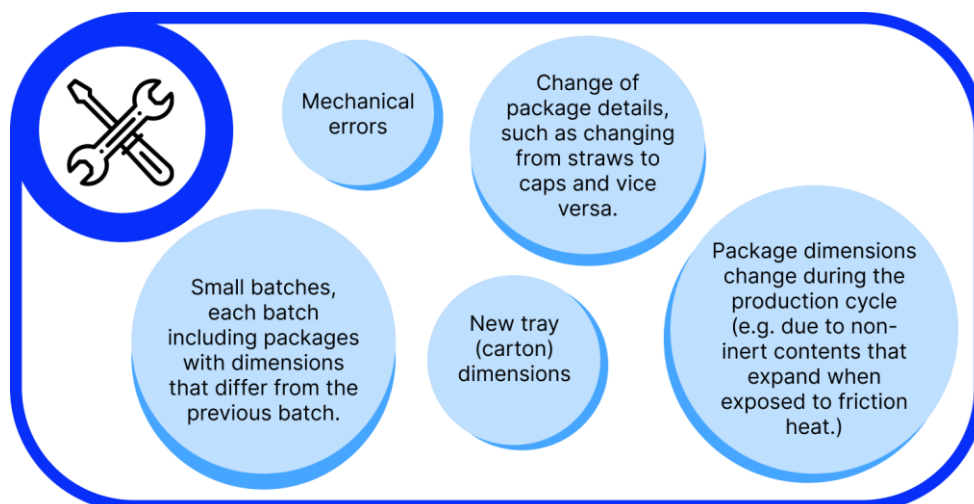 Mechanical
errors
Change of
package details,
such as changing
from straws to
caps and vice
versa.
Small batches,
each batch
including packages
with dimensions
that differ from the
previous batch.
New tray
(carton)
dimensions
Package dimensions
change during the
production cycle
(e.g. due to non-
inert contents that
expand when
exposed to friction
heat.)